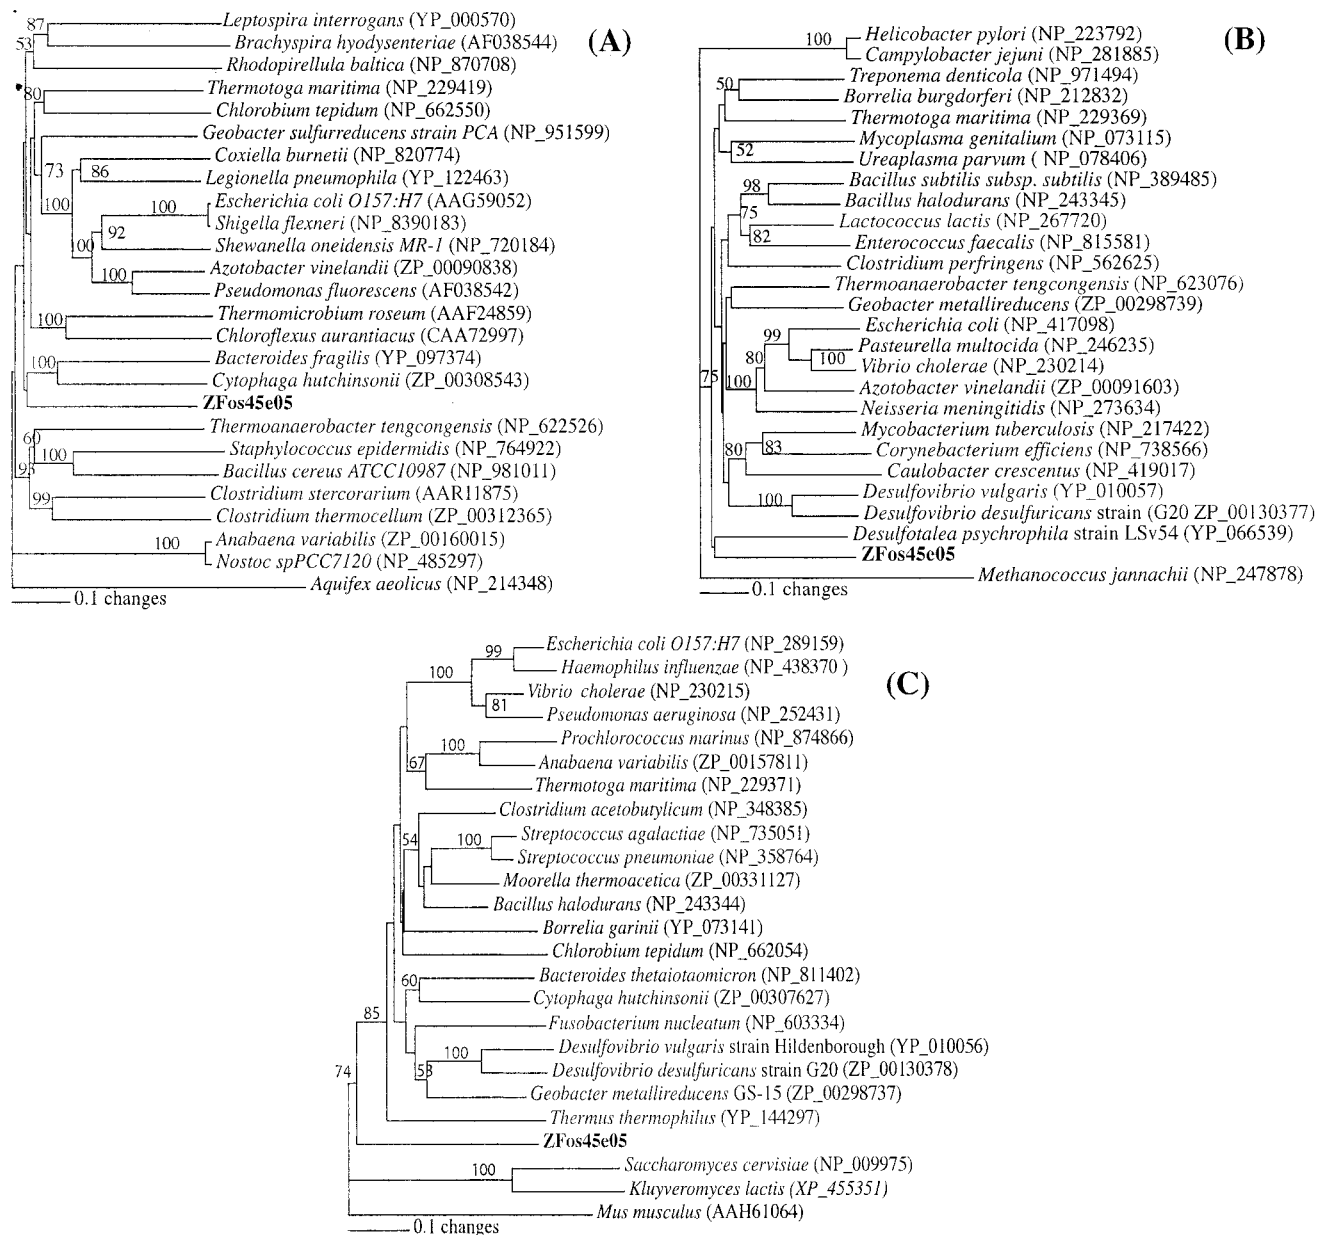 (A)
87
Leptospira interrogans (YP_000570)
53
Brachyspira hyodysenteriae (AF038544)
Rhodopirellula baltica (NP_870708)
80
Thermotoga maritima (NP_229419)
Chlorobium tepidum (NP_662550)
Geobacter sulfurreducens strain PCA (NP_951599)
73
Coxiella burnetii (NP_820774)
86
Legionella pneumophila (YP_122463)
100
100
Escherichia coli O157:H7 (AAG59052)
Shigella flexneri (NP_8390183)
92
100
Shewanella oneidensis MR-1 (NP_720184)
100
Azotobacter vinelandii (ZP_00090838)
Pseudomonas fluorescens (AF038542)
100
Thermomicrobium roseum (AAF24859)
Chloroflexus aurantiacus (CAA72997)
100
Bacteroides fragilis (YP_097374)
Cytophaga hutchinsonii (ZP_00308543)
ZFos45e05
Thermoanaerobacter tengcongensis (NP_622526)
60
100
Staphylococcus epidermidis (NP_764922)
Bacillus cereus ATCC10987 (NP_981011)
99
Clostridium stercorarium (AAR11875)
Clostridium thermocellum (ZP_00312365)
100
Anabaena variabilis (ZP_00160015)
Nostoc spPCC7120 (NP_485297)
Aquifex aeolicus (NP_214348)
0.1 changes
(B)
100
Helicobacter pylori (NP_223792)
Campylobacter jejuni (NP_281885)
50
Treponema denticola (NP_971494)
Borrelia burgdorferi (NP_212832)
Thermotoga maritima (NP_229369)
Mycoplasma genitalium (NP_073115)
52
Ureaplasma parvum ( NP_078406)
98
Bacillus subtilis subsp. subtilis (NP_389485)
Bacillus halodurans (NP_243345)
75
Lactococcus lactis (NP_267720)
82
Enterococcus faecalis (NP_815581)
Clostridium perfringens (NP_562625)
Thermoanaerobacter tengcongensis (NP_623076)
Geobacter metallireducens (ZP_00298739)
Escherichia coli (NP_417098)
99
Pasteurella multocida (NP_246235)
80
100
Vibrio cholerae (NP_230214)
75
100
Azotobacter vinelandii (ZP_00091603)
Neisseria meningitidis (NP_273634)
Mycobacterium tuberculosis (NP_217422)
80
83
Corynebacterium efficiens (NP_738566)
Caulobacter crescentus (NP_419017)
100
Desulfovibrio vulgaris (YP_010057)
Desulfovibrio desulfuricans strain (G20 ZP_00130377)
Desulfotalea psychrophila strain LSv54 (YP_066539)
ZFos45e05
Methanococcus jannachii (NP_247878)
0.1 changes
(C)
Escherichia coli O157:H7 (NP_289159)
99
100
Haemophilus influenzae (NP_438370 )
Vibrio cholerae (NP_230215)
81
Pseudomonas aeruginosa (NP_252431)
Prochlorococcus marinus (NP_874866)
100
67
Anabaena variabilis (ZP_00157811)
Thermotoga maritima (NP_229371)
Clostridium acetobutylicum (NP_348385)
54
100
Streptococcus agalactiae (NP_735051)
Streptococcus pneumoniae (NP_358764)
Moorella thermoacetica (ZP_00331127)
Bacillus halodurans (NP_243344)
Borrelia garinii (YP_073141)
Chlorobium tepidum (NP_662054)
60
Bacteroides thetaiotaomicron (NP_811402)
Cytophaga hutchinsonii (ZP_00307627)
85
Fusobacterium nucleatum (NP_603334)
100
Desulfovibrio vulgaris strain Hildenborough (YP_010056)
74
53
Desulfovibrio desulfuricans strain G20 (ZP_00130378)
Geobacter metallireducens GS-15 (ZP_00298737)
Thermus thermophilus (YP_144297)
ZFos45e05
100
Saccharomyces cervisiae (NP_009975)
Kluyveromyces lactis (XP_455351)
Mus musculus (AAH61064)
0.1 changes